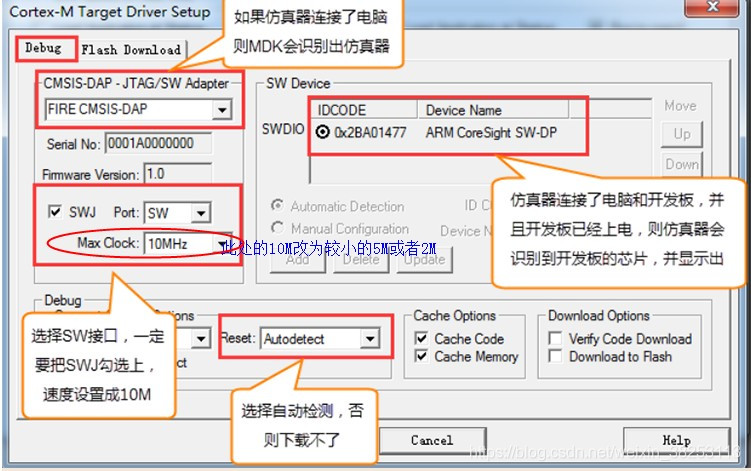 Cortex-M Target Driver Setup
如果仿真器连接了电脑
则MDK会识别出仿真器
Debug
Flash Download
CMSIS-DAP - JTAG/SW Adapter
FIRE CMSIS-DAP
Serial No: 0001A0000000
Firmware Version: 1.0
SWJ Port: SW
Max Clock: 10MHz
此处的10M改为较小的5M或者2M
SW Device
IDCODE Device Name
SWDIO 0x2BA01477 ARM CoreSight SW-DP
Move
Up
Down
Automatic Detection ID C
Manual Configuration Device N
Add Delete Update
仿真器连接了电脑和开发板，并
且开发板已经上电，则仿真器会
识别到开发板的芯片，并显示出
Debug
选择SW接口，一定
要把SWJ勾选上，
速度设置成10M
Options
Reset: Autodetect
选择自动检测，否
则下载不了
Cache Options
Cache Code
Cache Memory
Download Options
Verify Code Download
Download to Flash
Cancel
Help